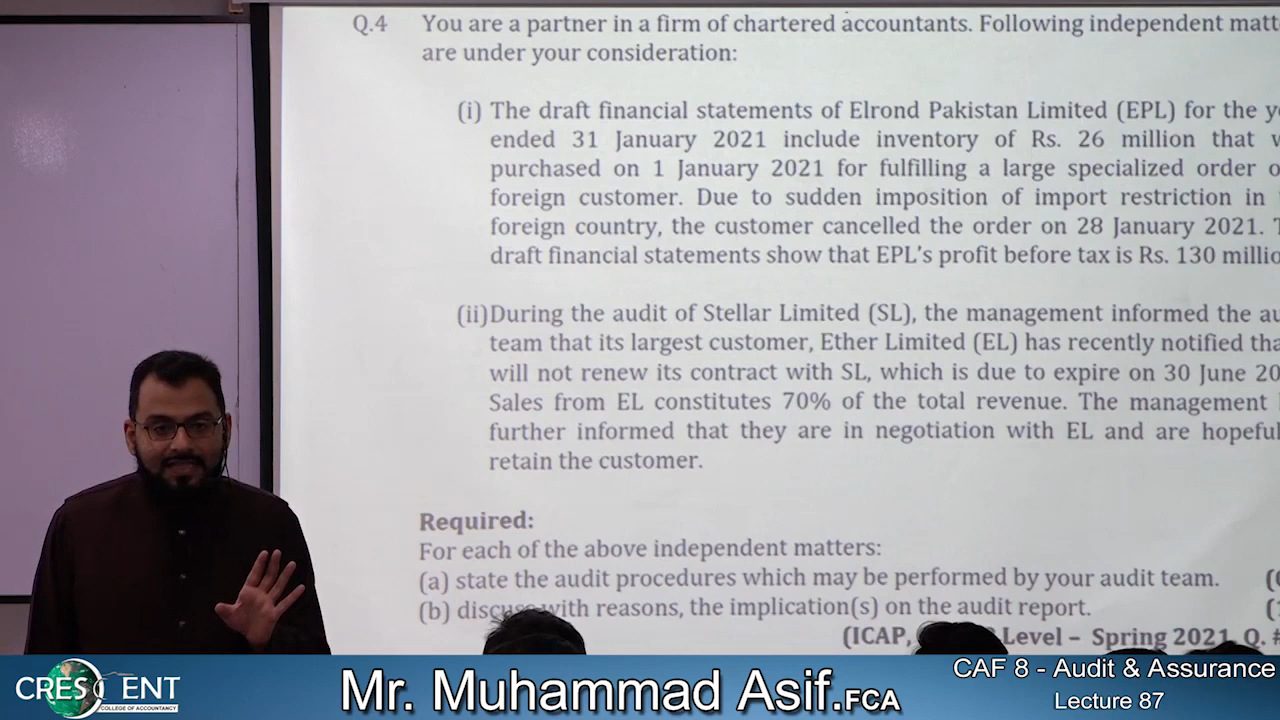 Q.4 You are a partner in a firm of chartered accountants. Following independent matt
are under your consideration:
(i) The draft financial statements of Elrond Pakistan Limited (EPL) for the y
ended 31 January 2021 include inventory of Rs. 26 million that
purchased on 1 January 2021 for fulfilling a large specialized order o
foreign customer. Due to sudden imposition of import restriction in
foreign country, the customer cancelled the order on 28 January 2021.
draft financial statements show that EPL's profit before tax is Rs. 130 millio
(ii)During the audit of Stellar Limited (SL), the management informed the au
team that its largest customer, Ether Limited (EL) has recently notified tha
will not renew its contract with SL, which is due to expire on 30 June 20
Sales from EL constitutes 70% of the total revenue. The management
further informed that they are in negotiation with EL and are hopeful
retain the customer.
Required:
For each of the above independent matters:
(a) state the audit procedures which may be performed by your audit team.
(b) discuss with reasons, the implication(s) on the audit report.
(ICAP, Level – Spring 2021, Q. #
CRESCENT
COLLEGE OF ACCOUNTANCY
Mr. Muhammad Asif.FCA
CAF 8 - Audit & Assurance
Lecture 87